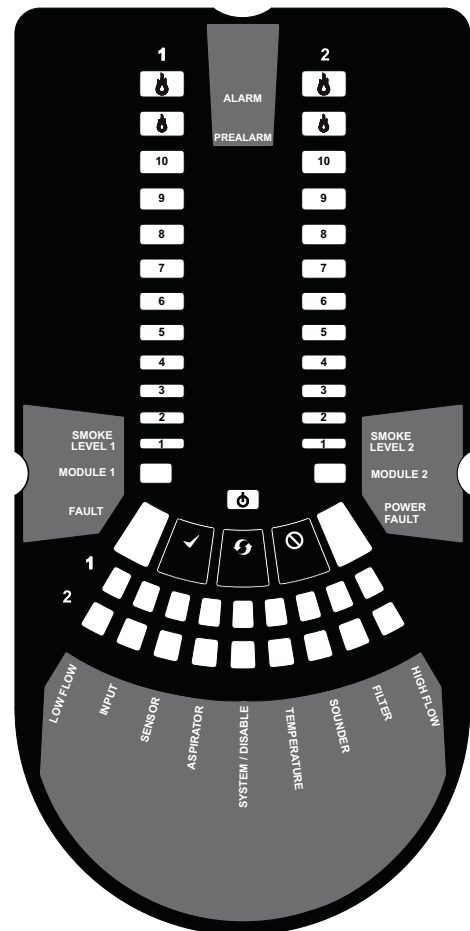 1
2
ALARM
PREALARM
10
10
9
9
8
8
7
7
6
6
5
5
4
4
3
3
2
2
1
1
SMOKE
LEVEL 1
SMOKE
LEVEL 2
MODULE 1
MODULE 2
FAULT
POWER
FAULT
1
2
LOW FLOW
INPUT
SENSOR
ASPIRATOR
SYSTEM / DISABLE
TEMPERATURE
SOUNDER
FILTER
HIGH FLOW